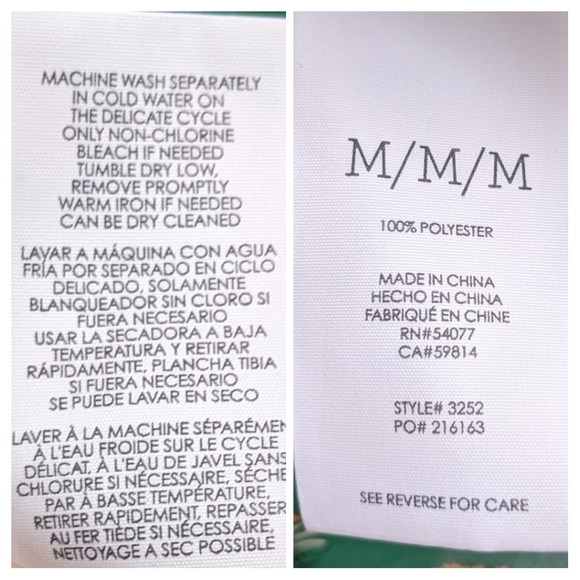 MACHINE WASH SEPARATELY
IN COLD WATER ON
THE DELICATE CYCLE
ONLY NON-CHLORINE
BLEACH IF NEEDED
TUMBLE DRY LOW,
REMOVE PROMPTLY
WARM IRON IF NEEDED
CAN BE DRY CLEANED
LAVAR A MÁQUINA CON AGUA
FRÍA POR SEPARADO EN CICLO
DELICADO, SOLAMENTE
BLANQUEADOR SIN CLORO SI
FUERA NECESARIO
USAR LA SECADORA A BAJA
TEMPERATURA Y RETIRAR
RÁPIDAMENTE, PLANCHA TIBIA
SI FUERA NECESARIO
SE PUEDE LAVAR EN SECO
LAVER À LA MACHINE SÉPARÉMEN
À L'EAU FROIDE SUR LE CYCLE
DÉLICAT, À L'EAU DE JAVEL SANS
CHLORURE SI NÉCESSAIRE, SÉCHE
PAR À BASSE TEMPÉRATURE,
RETIRER RAPIDEMENT, REPASSER
AU FER TIÈDE SI NÉCESSAIRE,
NETTOYAGE A SEC POSSIBLE
M/M/M
100% POLYESTER
MADE IN CHINA
HECHO EN CHINA
FABRIQUÉ EN CHINE
RN#54077
CA#59814
STYLE# 3252
PO# 216163
SEE REVERSE FOR CARE